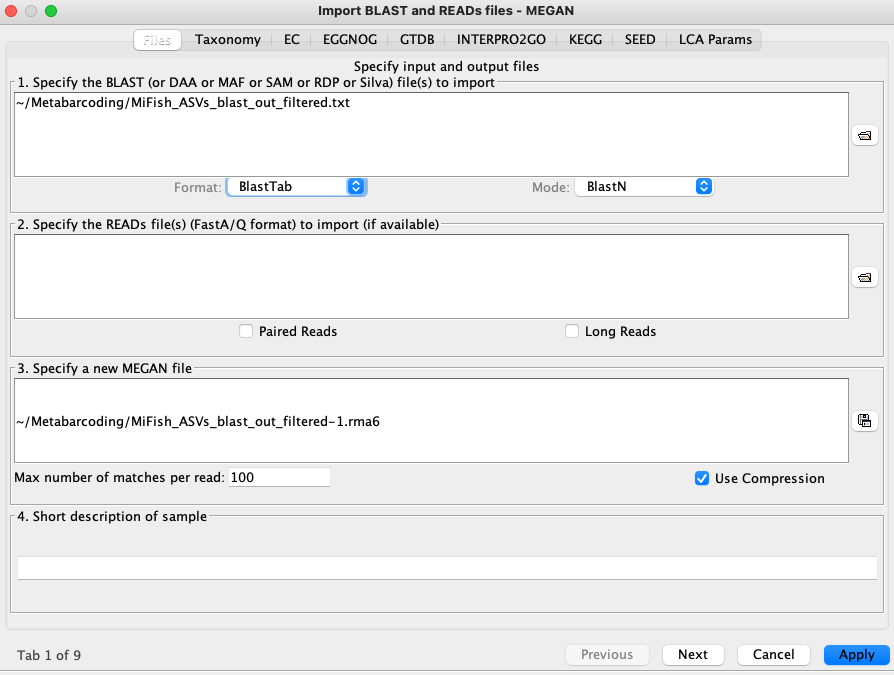 Import BLAST and READs files - MEGAN
Files Taxonomy EC EGGNOG GTDB INTERPRO2GO KEGG SEED LCA Params
Specify input and output files
1. Specify the BLAST (or DAA or MAF or SAM or RDP or Silva) file(s) to import
~/Metabarcoding/MiFish_ASVs_blast_out_filtered.txt
Format: BlastTab Mode: BlastN
2. Specify the READs file(s) (FastA/Q format) to import (if available)
Paired Reads Long Reads
3. Specify a new MEGAN file
~/Metabarcoding/MiFish_ASVs_blast_out_filtered-1.rma6
Max number of matches per read: 100 Use Compression
4. Short description of sample
Tab 1 of 9 Previous Next Cancel Apply